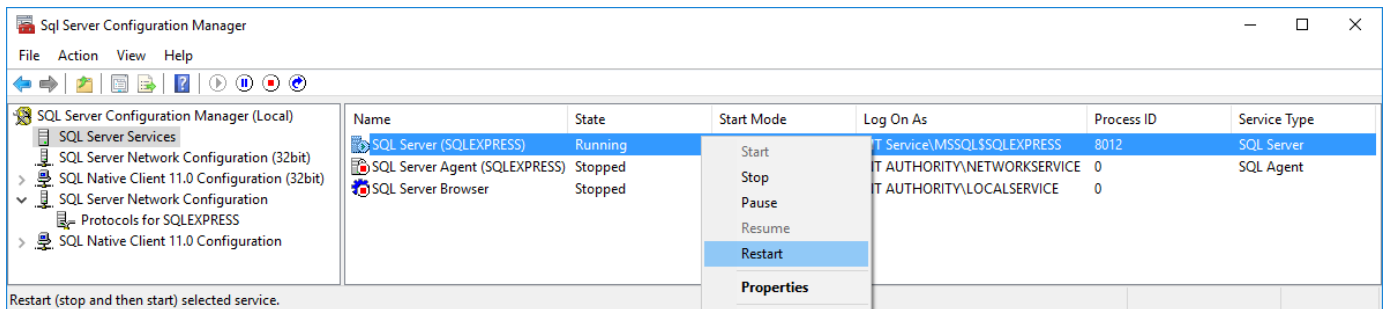 Sql Server Configuration Manager
File Action View Help
SQL Server Configuration Manager (Local)
SQL Server Services
SQL Server Network Configuration (32bit)
SQL Native Client 11.0 Configuration (32bit)
SQL Server Network Configuration
Protocols for SQLEXPRESS
SQL Native Client 11.0 Configuration
Name State Start Mode Log On As Process ID Service Type
SQL Server (SQLEXPRESS) Running T Service\MSSQL$SQLEXPRESS 8012 SQL Server
SQL Server Agent (SQLEXPRESS) Stopped IT AUTHORITY\NETWORKSERVICE 0 SQL Agent
SQL Server Browser Stopped IT AUTHORITY\LOCALSERVICE 0
Start
Stop
Pause
Resume
Restart
Properties
Restart (stop and then start) selected service.